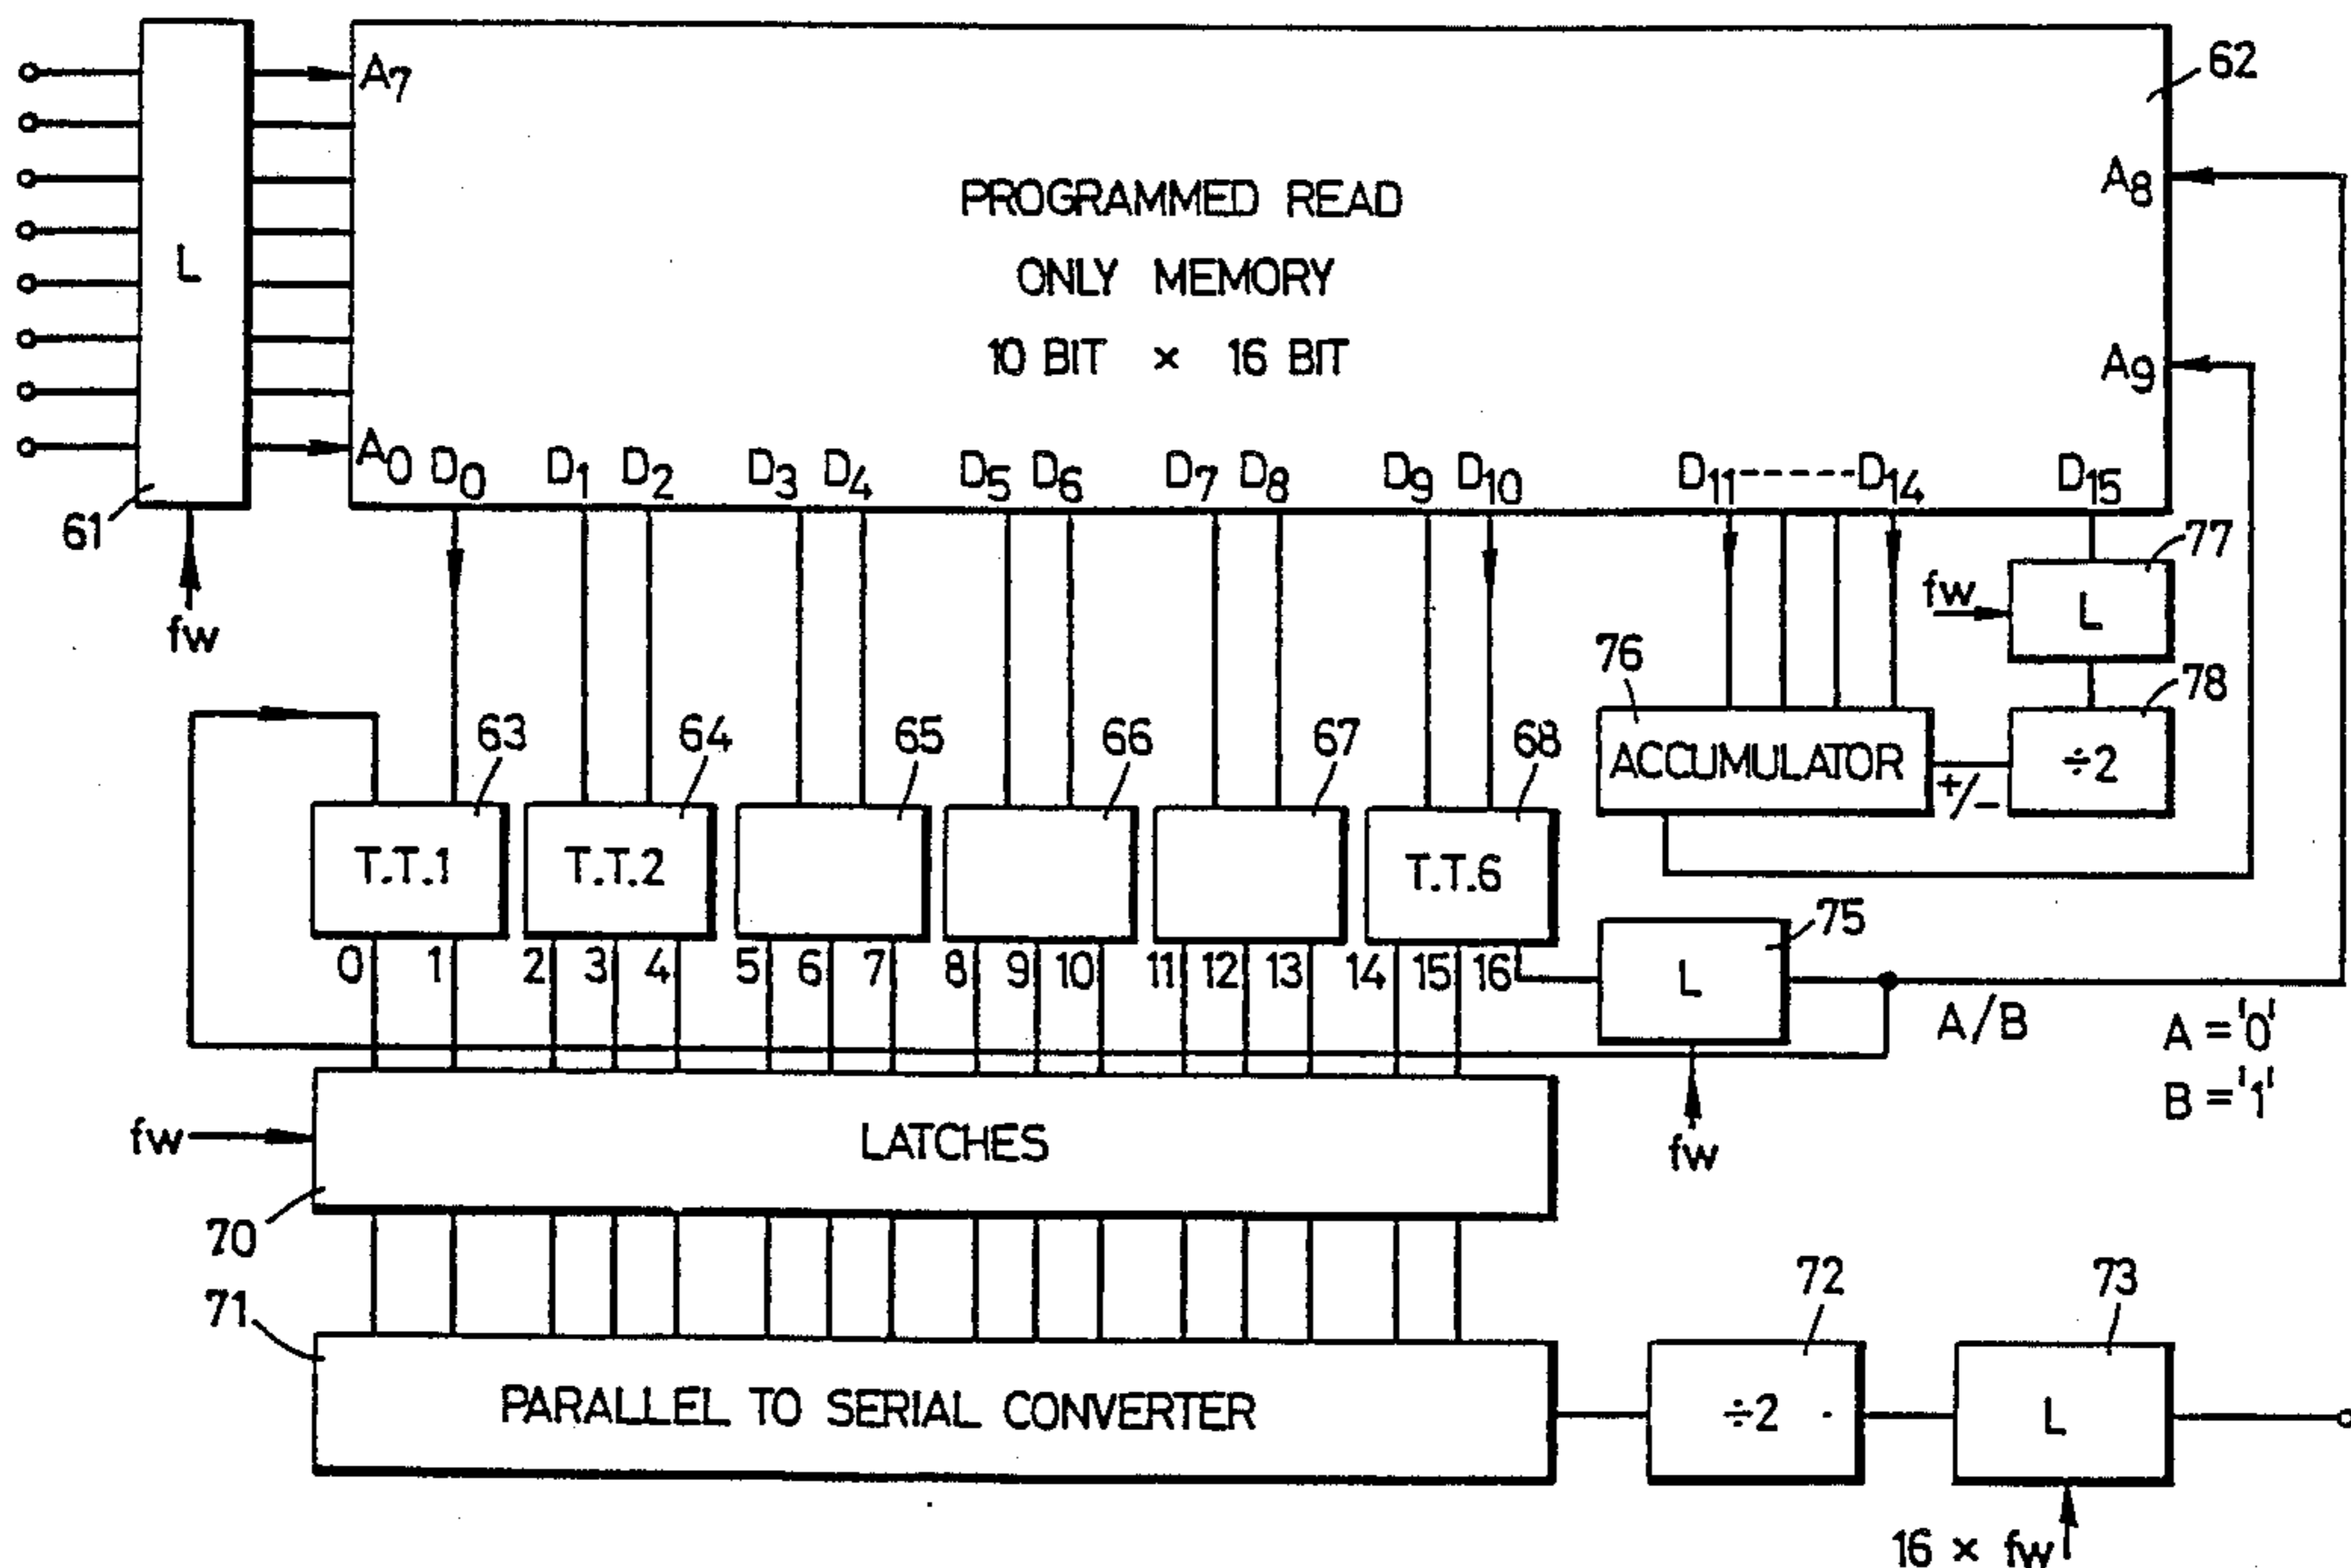 A7
62
PROGRAMMED READ
A8
L
ONLY MEMORY
10 BIT × 16 BIT
A9
A0 D0 D1 D2 D3 D4 D5 D6 D7 D8 D9 D10 D11-----D14 D15
61
77
fw
fw
L
76
78
63 64 65 66 67 68
ACCUMULATOR
+/-
÷2
T.T.1 T.T.2 T.T.6
75
0 1 2 3 4 5 6 7 8 9 10 11 12 13 14 15 16
L
A/B
A='0'
B='1'
fw
LATCHES
fw
70
72
73
71
PARALLEL TO SERIAL CONVERTER
÷2
L
16 × fw